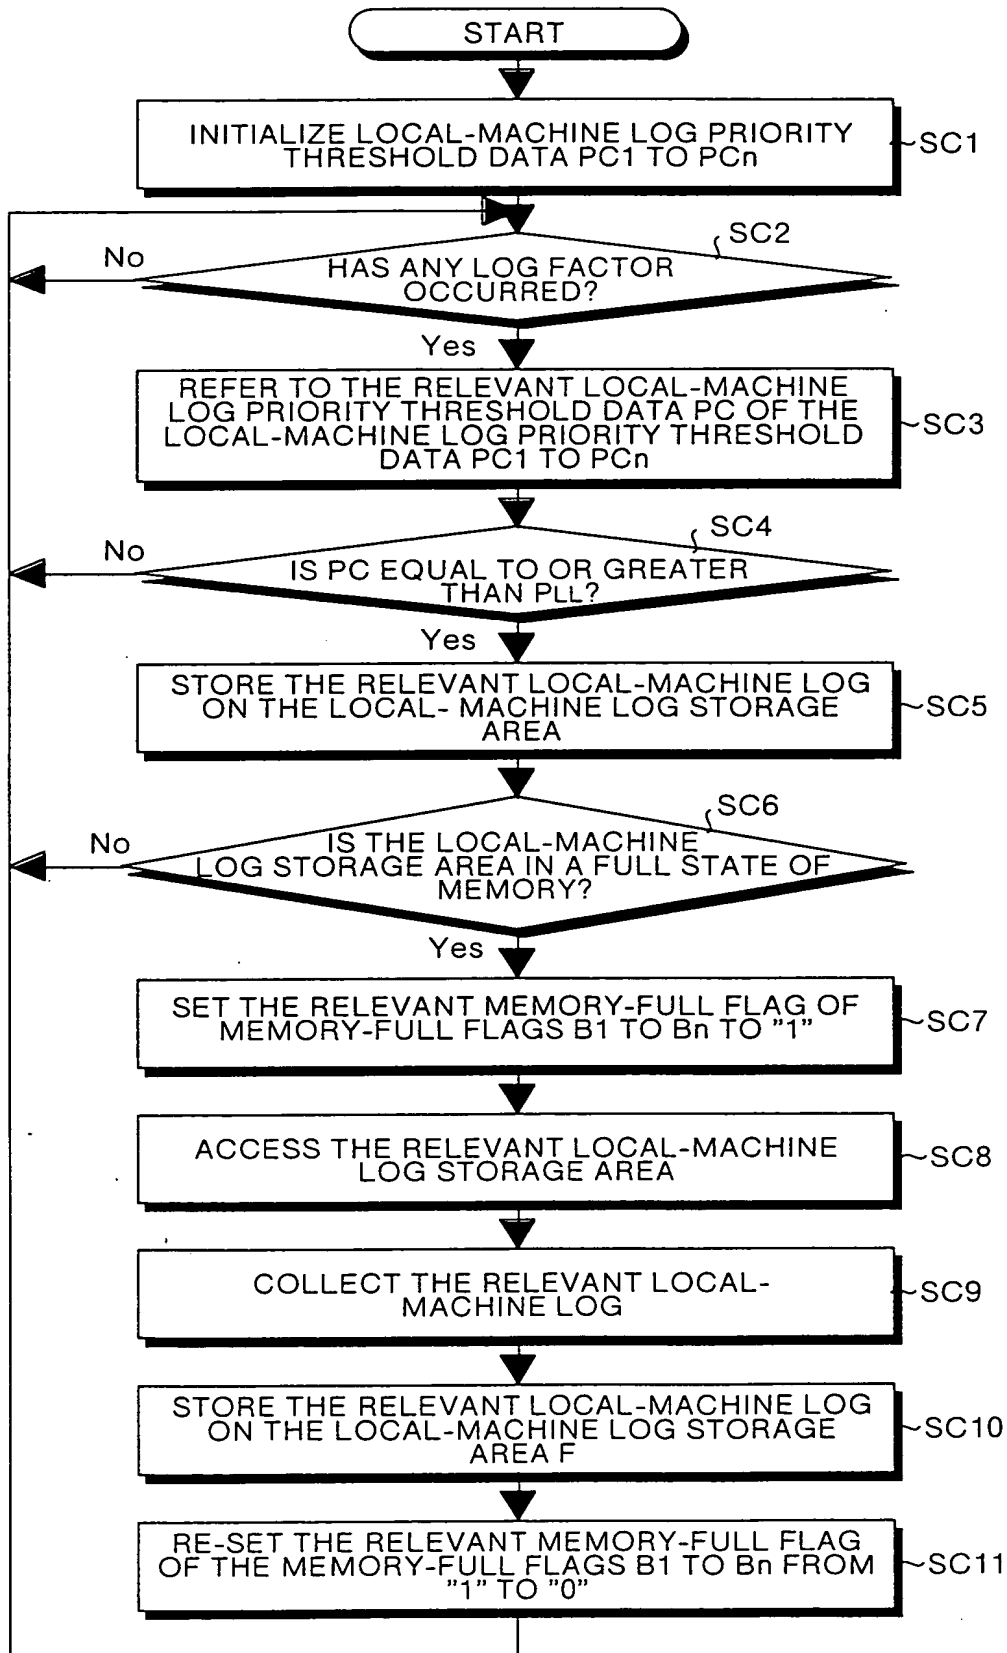 START
INITIALIZE LOCAL-MACHINE LOG PRIORITY
THRESHOLD DATA PC1 TO PCn
SC1
SC2
No
HAS ANY LOG FACTOR
OCCURRED?
Yes
REFER TO THE RELEVANT LOCAL-MACHINE
LOG PRIORITY THRESHOLD DATA PC OF THE
LOCAL-MACHINE LOG PRIORITY THRESHOLD
DATA PC1 TO PCn
SC3
SC4
No
IS PC EQUAL TO OR GREATER
THAN PLL?
Yes
STORE THE RELEVANT LOCAL-MACHINE LOG
ON THE LOCAL- MACHINE LOG STORAGE
AREA
SC5
SC6
No
IS THE LOCAL-MACHINE
LOG STORAGE AREA IN A FULL STATE OF
MEMORY?
Yes
SET THE RELEVANT MEMORY-FULL FLAG OF
MEMORY-FULL FLAGS B1 TO Bn TO "1"
SC7
ACCESS THE RELEVANT LOCAL-MACHINE
LOG STORAGE AREA
SC8
COLLECT THE RELEVANT LOCAL-
MACHINE LOG
SC9
STORE THE RELEVANT LOCAL-MACHINE LOG
ON THE LOCAL-MACHINE LOG STORAGE
AREA F
SC10
RE-SET THE RELEVANT MEMORY-FULL FLAG
OF THE MEMORY-FULL FLAGS B1 TO Bn FROM
"1" TO "0"
SC11